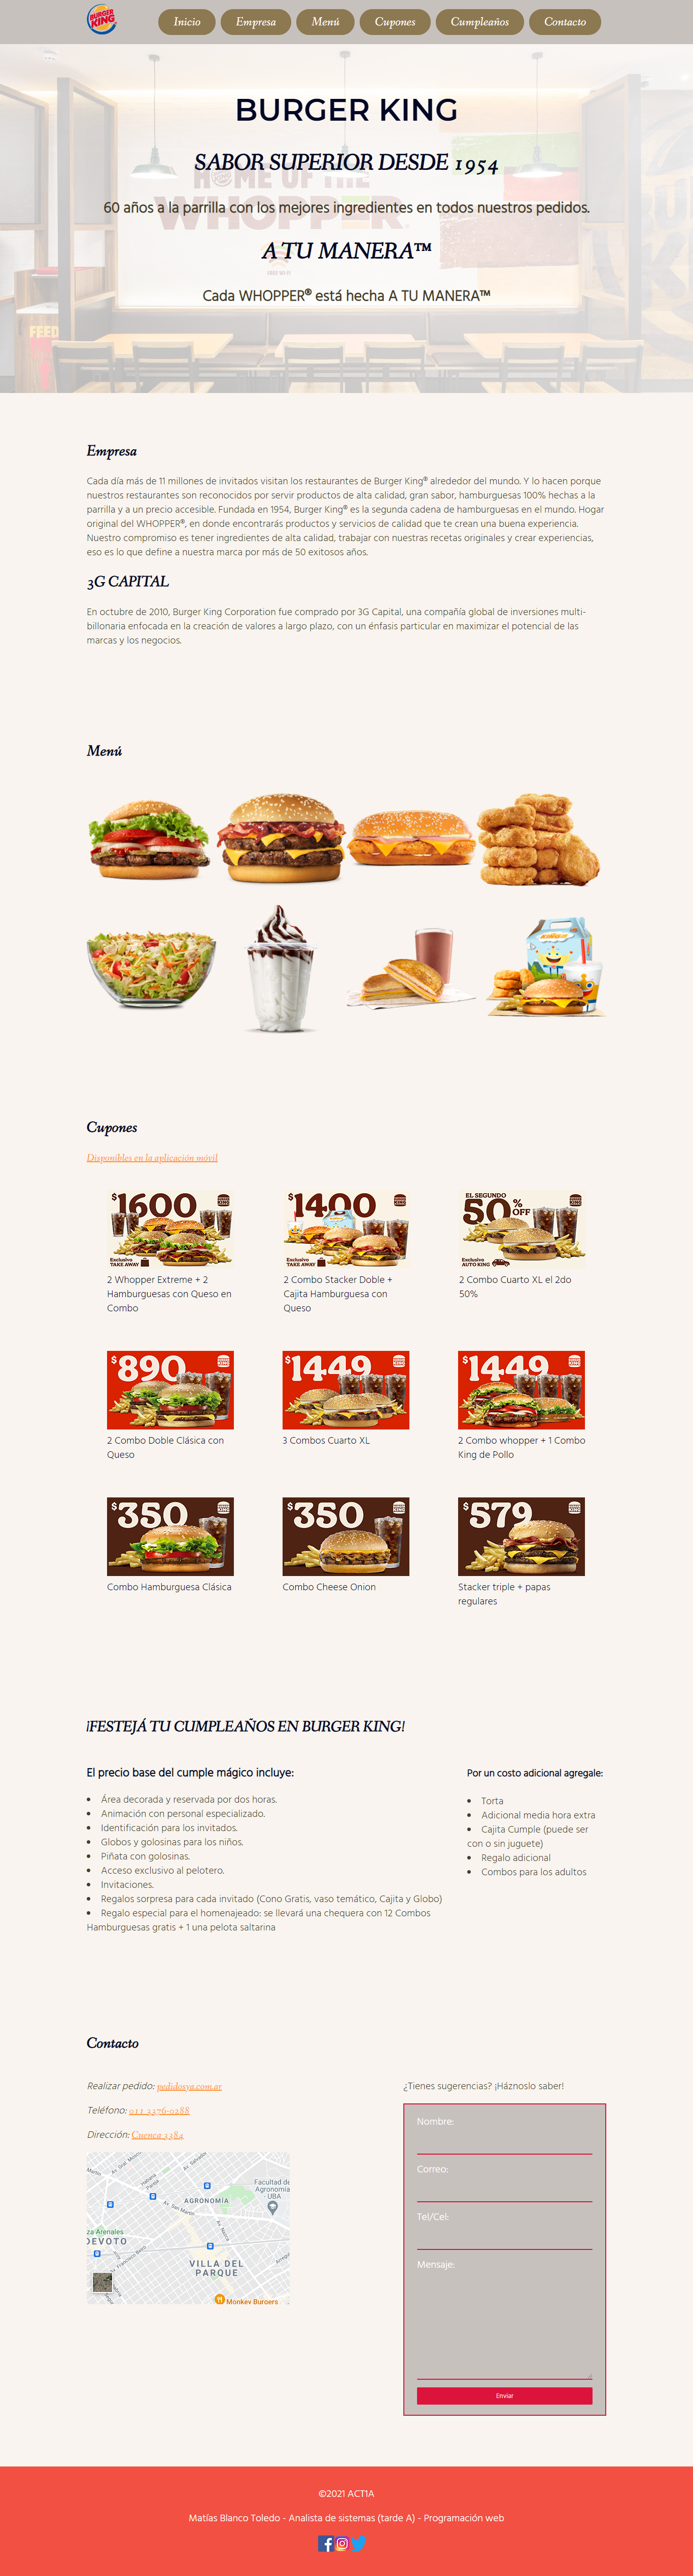 BURGER KING
Inicio Empresa Menú Cupones Cumpleaños Contacto
HOME OF THE
WHOPPER
FREE WI-FI
FEED
BURGER KING
SABOR SUPERIOR DESDE 1954
60 años a la parrilla con los mejores ingredientes en todos nuestros pedidos.
A TU MANERA™
Cada WHOPPER® está hecha A TU MANERA™
Empresa
Cada día más de 11 millones de invitados visitan los restaurantes de Burger King® alrededor del mundo. Y lo hacen porque
nuestros restaurantes son reconocidos por servir productos de alta calidad, gran sabor, hamburguesas 100% hechas a la
parrilla y a un precio accesible. Fundada en 1954, Burger King® es la segunda cadena de hamburguesas en el mundo. Hogar
original del WHOPPER®, en donde encontrarás productos y servicios de calidad que te crean una buena experiencia.
Nuestro compromiso es tener ingredientes de alta calidad, trabajar con nuestras recetas originales y crear experiencias,
eso es lo que define a nuestra marca por más de 50 exitosos años.
3G CAPITAL
En octubre de 2010, Burger King Corporation fue comprado por 3G Capital, una compañía global de inversiones multi-
billonaria enfocada en la creación de valores a largo plazo, con un énfasis particular en maximizar el potencial de las
marcas y los negocios.
Menú
Cupones
Disponibles en la aplicación móvil
$1600
Exclusivo
TAKE AWAY
2 Whopper Extreme + 2
Hamburguesas con Queso en
Combo
$1400
Exclusivo
TAKE AWAY
2 Combo Stacker Doble +
Cajita Hamburguesa con
Queso
EL SEGUNDO
50% OFF
Exclusivo
AUTO KING
2 Combo Cuarto XL el 2do
50%
$890
2 Combo Doble Clásica con
Queso
$1449
3 Combos Cuarto XL
$1449
2 Combo whopper + 1 Combo
King de Pollo
$350
Combo Hamburguesa Clásica
$350
Combo Cheese Onion
$579
Stacker triple + papas
regulares
¡FESTEJÁ TU CUMPLEAÑOS EN BURGER KING!
El precio base del cumple mágico incluye:
• Área decorada y reservada por dos horas.
• Animación con personal especializado.
• Identificación para los invitados.
• Globos y golosinas para los niños.
• Piñata con golosinas.
• Acceso exclusivo al pelotero.
• Invitaciones.
• Regalos sorpresa para cada invitado (Cono Gratis, vaso temático, Cajita y Globo)
• Regalo especial para el homenajeado: se llevará una chequera con 12 Combos
Hamburguesas gratis + 1 una pelota saltarina
Por un costo adicional agregale:
• Torta
• Adicional media hora extra
• Cajita Cumple (puede ser
con o sin juguete)
• Regalo adicional
• Combos para los adultos
Contacto
Realizar pedido: pedidosya.com.ar
Teléfono: 011 3376-0288
Dirección: Cuenca 3384
Av. San Martín
AGRONOMÍA
Facultad de
Agronomía
UBA
za Arenales
DEVOTO
Av. Francisco Beiró
Av. Nazca
VILLA DEL
PARQUE
Monkey Burgers
¿Tienes sugerencias? ¡Háznoslo saber!
Nombre:
Correo:
Tel/Cel:
Mensaje:
Enviar
©2021 ACT1A
Matías Blanco Toledo - Analista de sistemas (tarde A) - Programación web